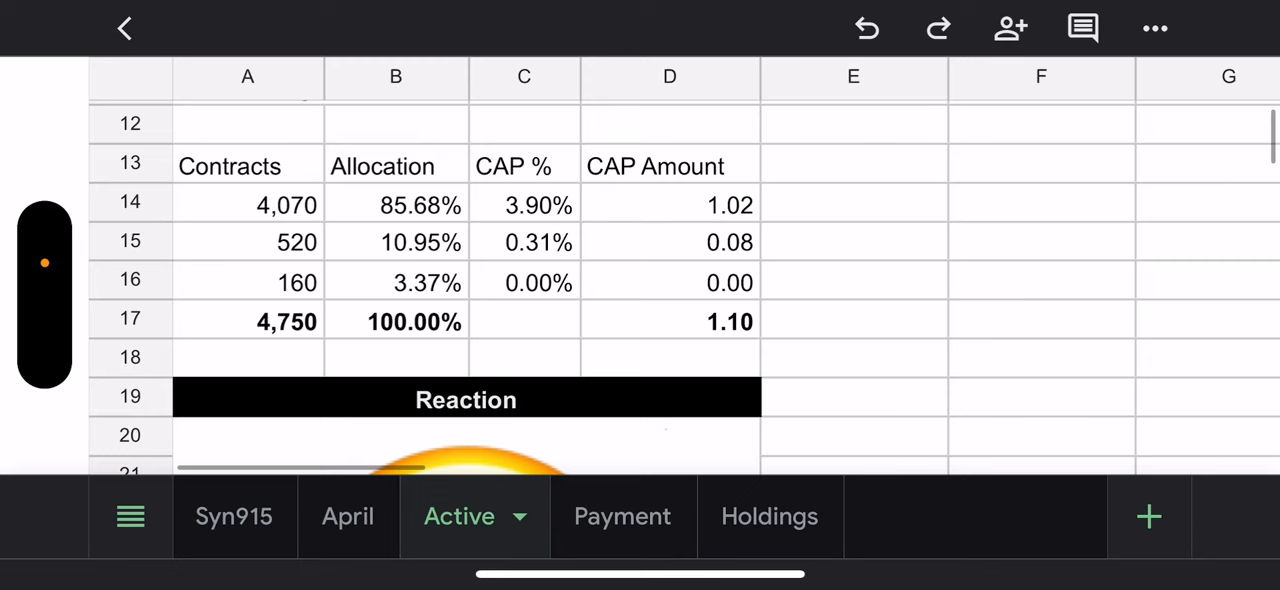 A B C D E F G
12
13 Contracts Allocation CAP % CAP Amount
14 4,070 85.68% 3.90% 1.02
15 520 10.95% 0.31% 0.08
16 160 3.37% 0.00% 0.00
17 4,750 100.00% 1.10
18
19 Reaction
20
21
Syn915 April Active Payment Holdings